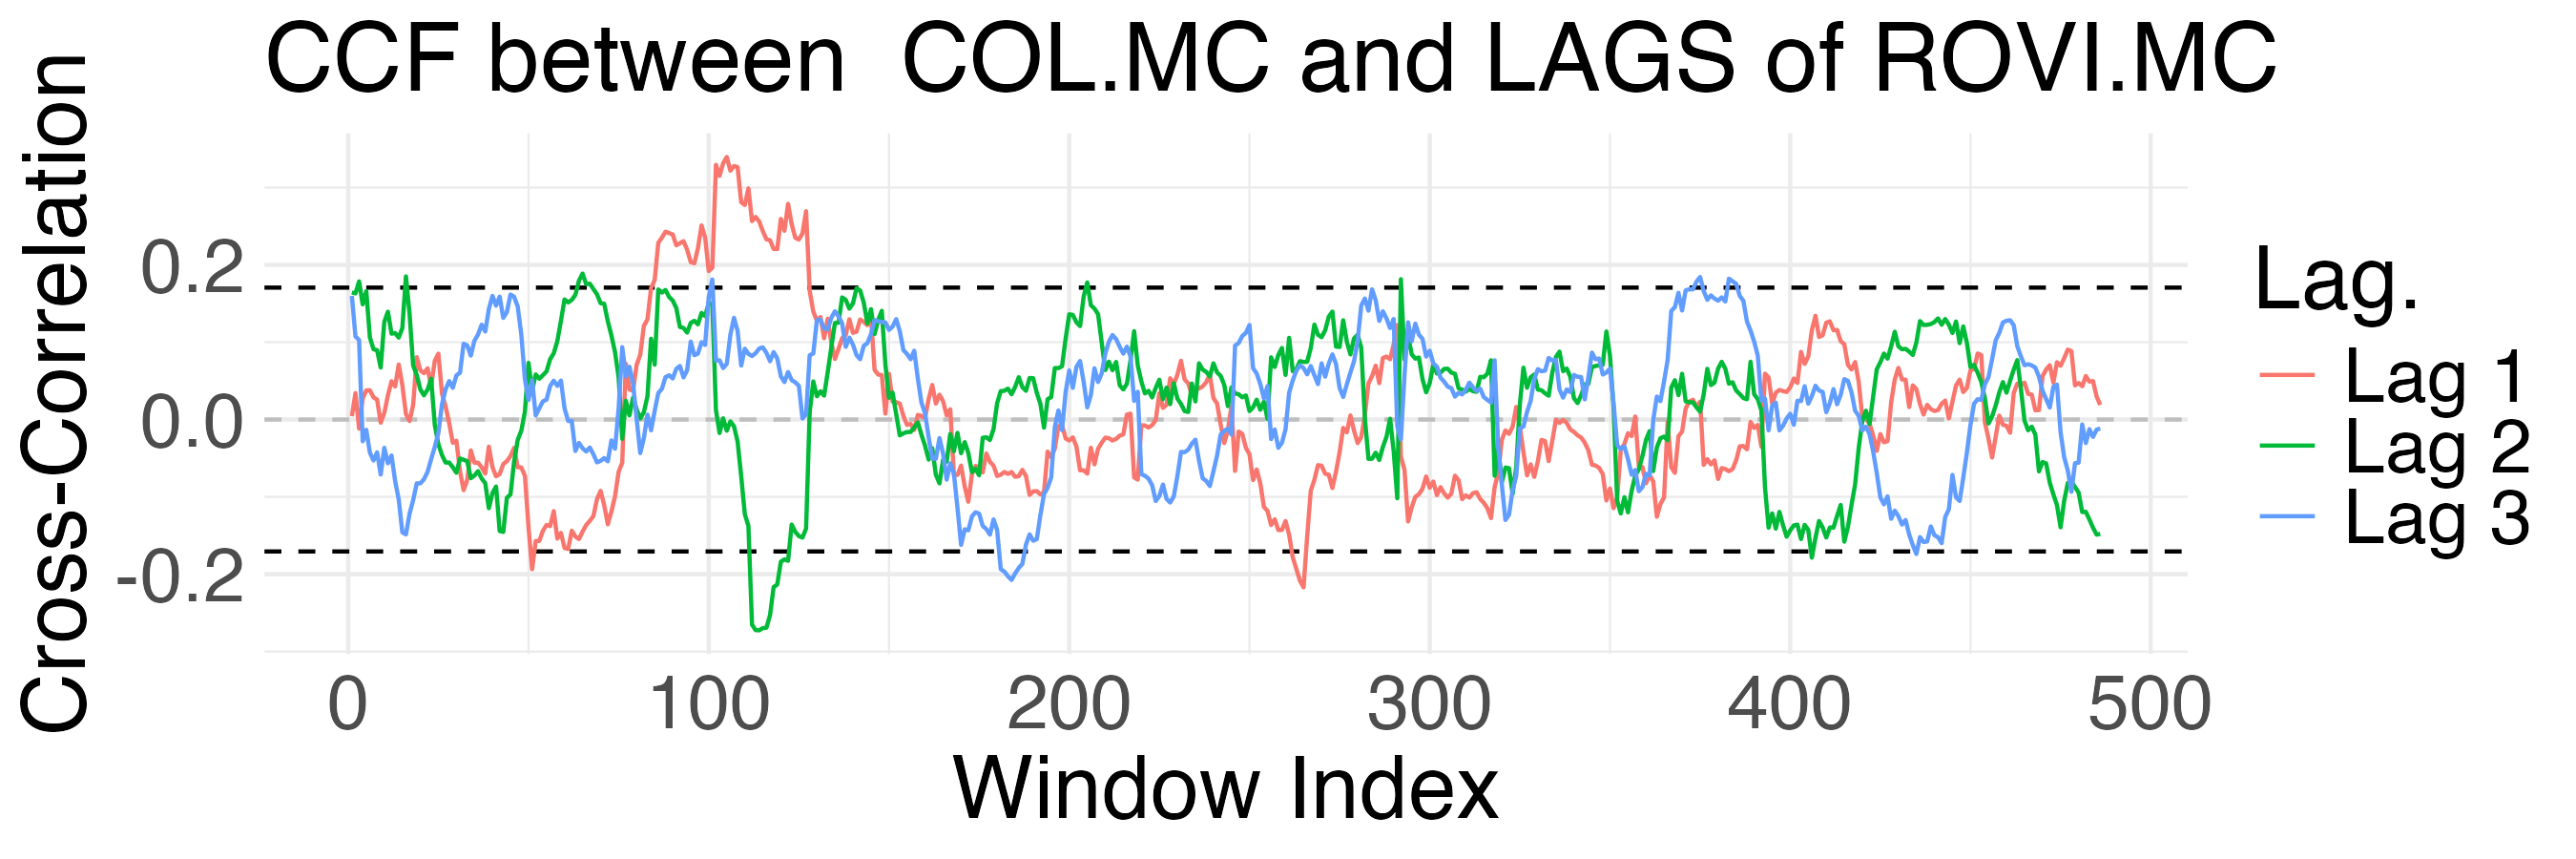 CCF between  COL.MC and LAGS of ROVI.MC
Cross-Correlation
0.2
0.0
-0.2
0
100
200
300
400
500
Window Index
Lag.
Lag 1
Lag 2
Lag 3